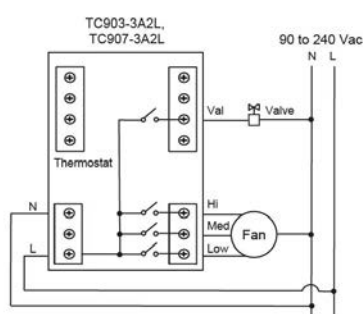 TC903-3A2L,
TC907-3A2L
90 to 240 Vac
N L
Val
Valve
Thermostat
N
Hi
Med
Fan
L
Low